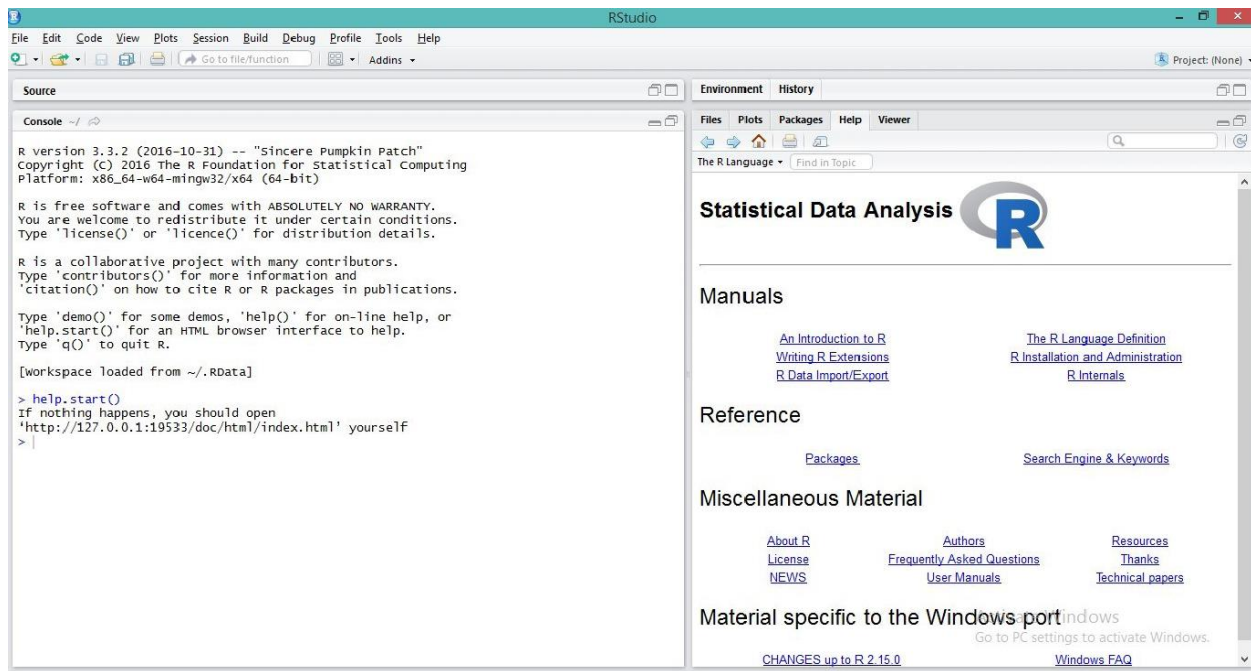 RStudio
File Edit Code View Plots Session Build Debug Profile Tools Help
Go to file/function Addins Project: (None)
Source
Console ~/
R version 3.3.2 (2016-10-31) -- "Sincere Pumpkin Patch"
Copyright (C) 2016 The R Foundation for Statistical Computing
Platform: x86_64-w64-mingw32/x64 (64-bit)
R is free software and comes with ABSOLUTELY NO WARRANTY.
You are welcome to redistribute it under certain conditions.
Type 'license()' or 'licence()' for distribution details.
R is a collaborative project with many contributors.
Type 'contributors()' for more information and
'citation()' on how to cite R or R packages in publications.
Type 'demo()' for some demos, 'help()' for on-line help, or
'help.start()' for an HTML browser interface to help.
Type 'q()' to quit R.
[Workspace loaded from ~/.RData]
> help.start()
If nothing happens, you should open
‘http://127.0.0.1:19533/doc/html/index.html’ yourself
>
Environment History
Files Plots Packages Help Viewer
The R Language Find in Topic
Statistical Data Analysis R
Manuals
An Introduction to R The R Language Definition
Writing R Extensions R Installation and Administration
R Data Import/Export R Internals
Reference
Packages Search Engine & Keywords
Miscellaneous Material
About R Authors Resources
License Frequently Asked Questions Thanks
NEWS User Manuals Technical papers
Material specific to the Windows port
Activate Windows
Go to PC settings to activate Windows.
CHANGES up to R 2.15.0 Windows FAQ